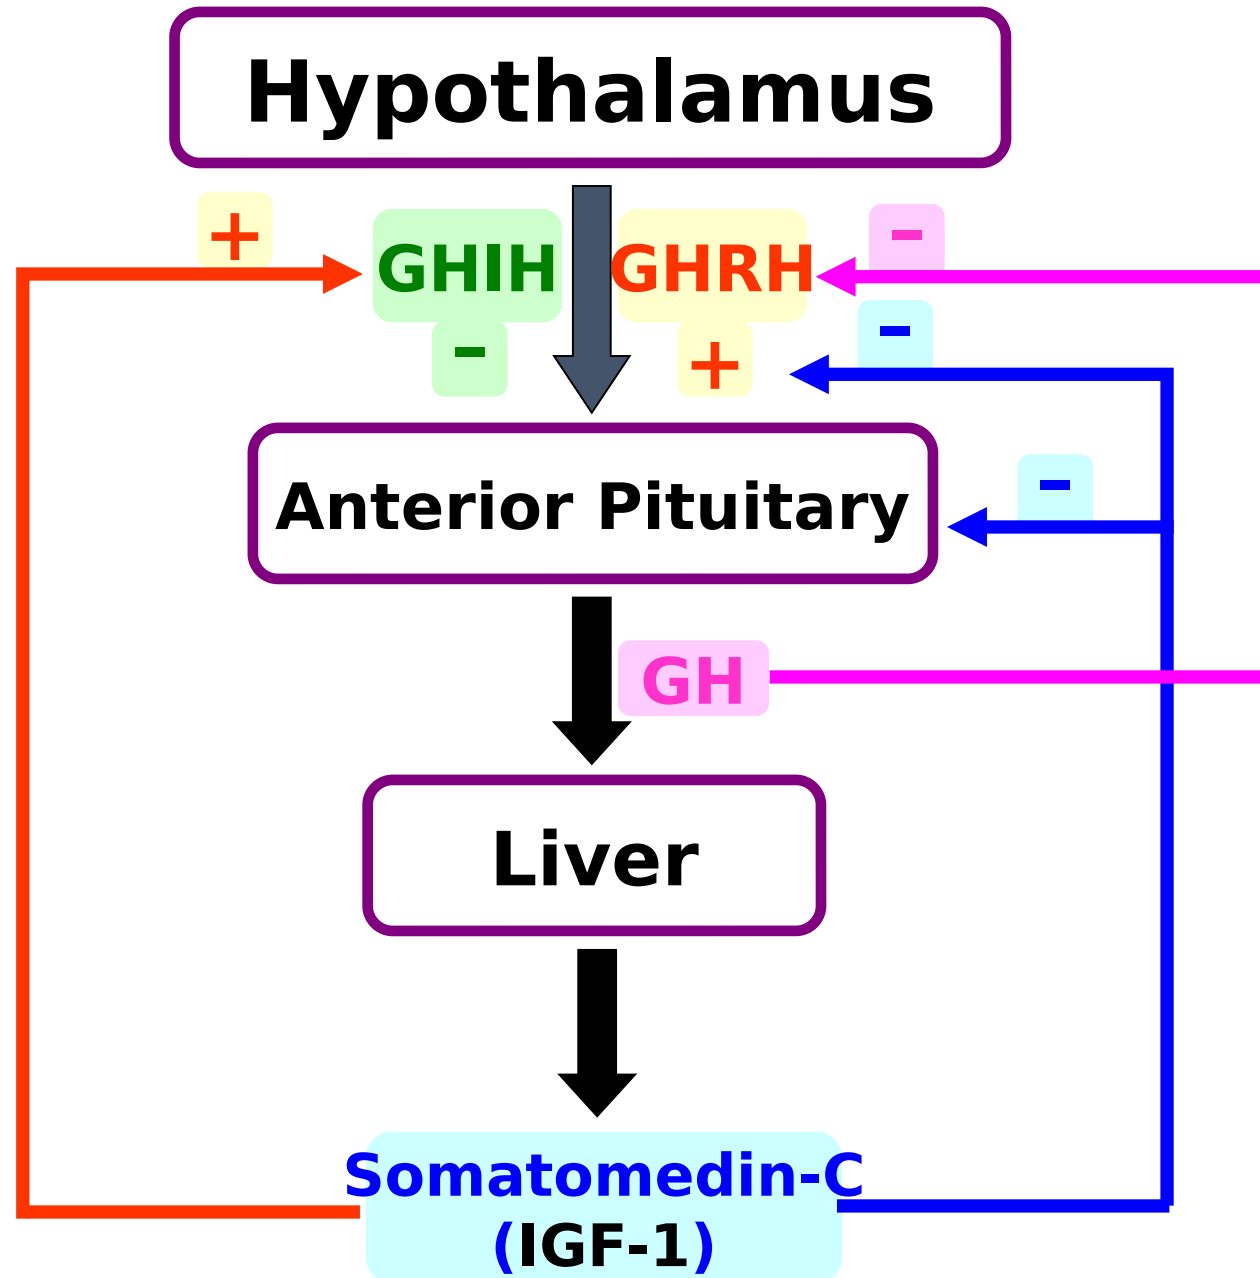 Hypothalamus
+
GHIH
GHRH
-
-
+
-
Anterior Pituitary
-
GH
Liver
Somatomedin-C
(IGF-1)